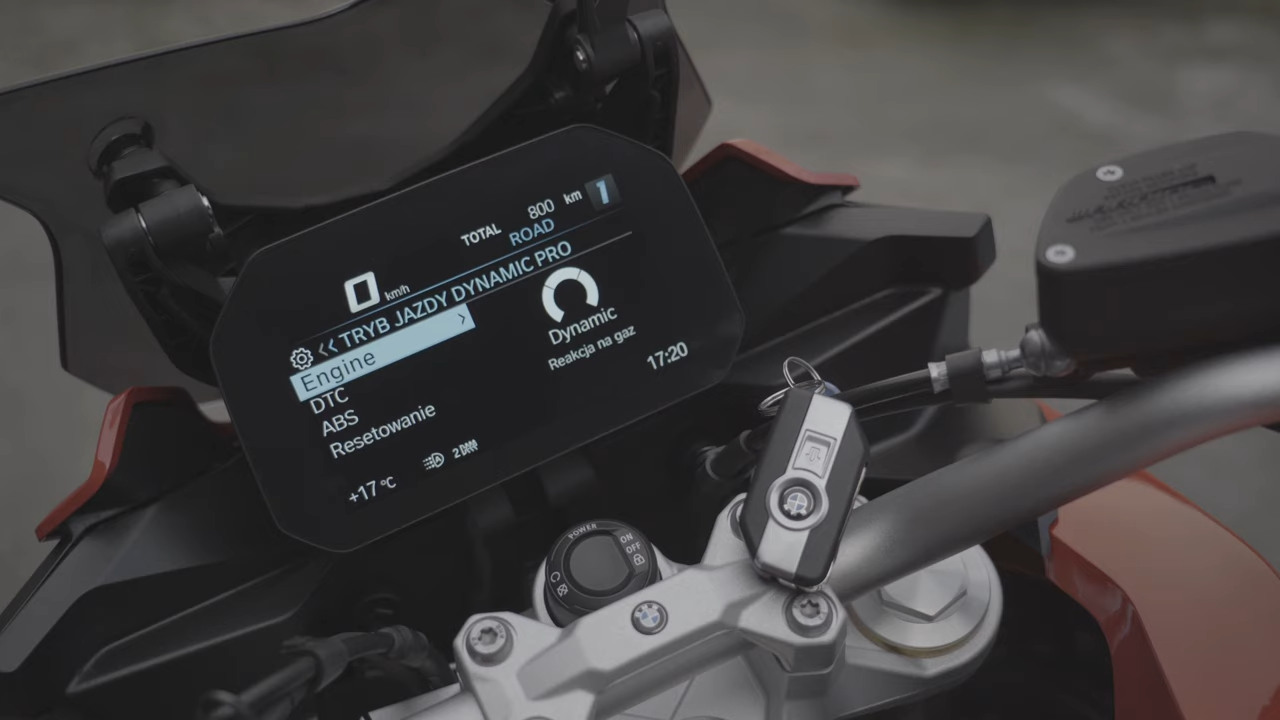 800 km 1
TOTAL ROAD
0 km/h
<< TRYB JAZDY DYNAMIC PRO
Engine >
DTC
ABS
Resetowanie
Dynamic
Reakcja na gaz
17:20
+17 °C
A
2
POWER
ON
OFF